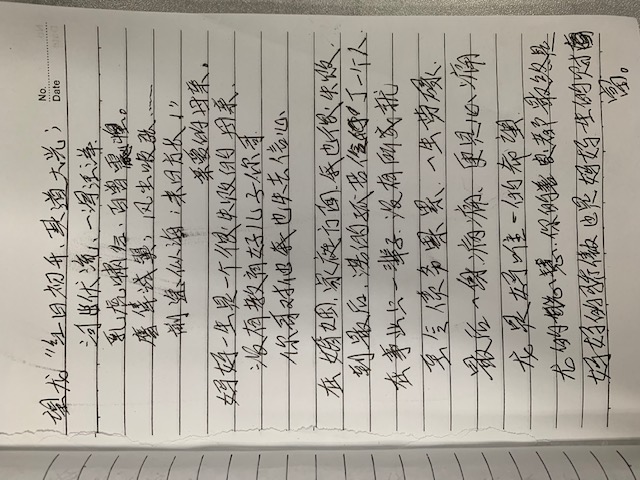 No.
Date
望龙“红日初升，其道大光；
河出伏流，一泻汪洋
乳虎啸谷，百兽震惶。
鹰隼试翼，风尘吸张……
前途似海，来日方长！”
亲爱的母亲。
妈妈一生是一个很失败的母亲
没有教育好儿子你哥
你哥对他我也失去信心
在婚姻，家庭方面，我也很失败
到最后，落的孤苦伶仃了一个人
在事业只一辈子，没有所成就
至今债务累累，一生劳碌
最后一身病痛，更是心痛
龙是妈唯一的希望
龙的聪慧，你的善良都最终是
妈妈的骄傲也是妈妈一生的财富
富。